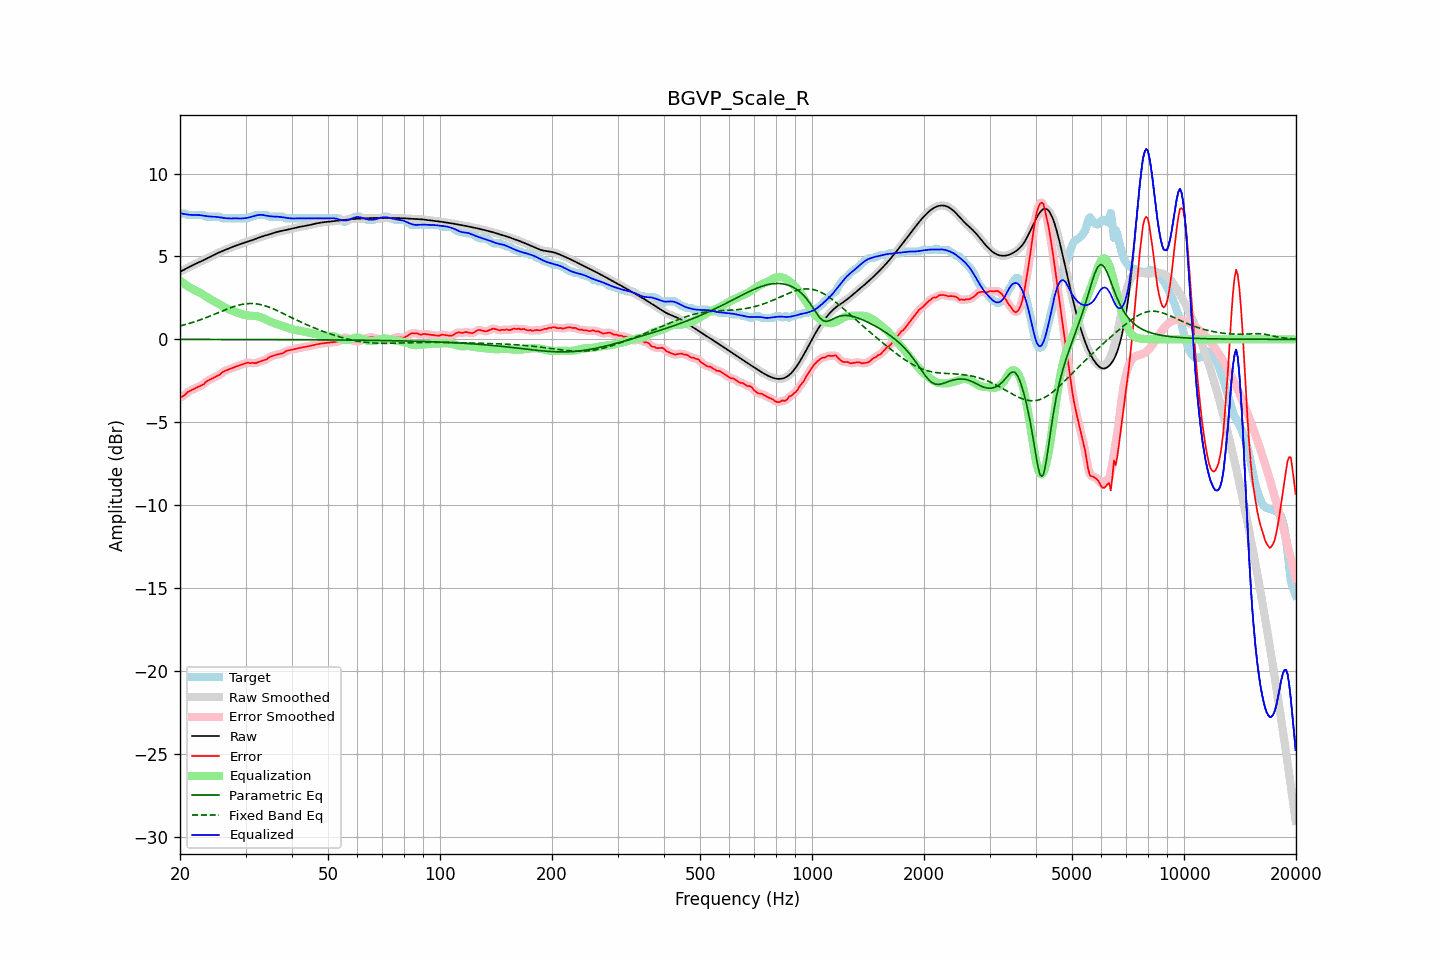 BGVP_Scale_R
10
5
0
−5
−10
−15
−20
−25
−30
Amplitude (dBr)
Target
Raw Smoothed
Error Smoothed
Raw
Error
Equalization
Parametric Eq
Fixed Band Eq
Equalized
20 50 100 200 500 1000 2000 5000 10000 20000
Frequency (Hz)